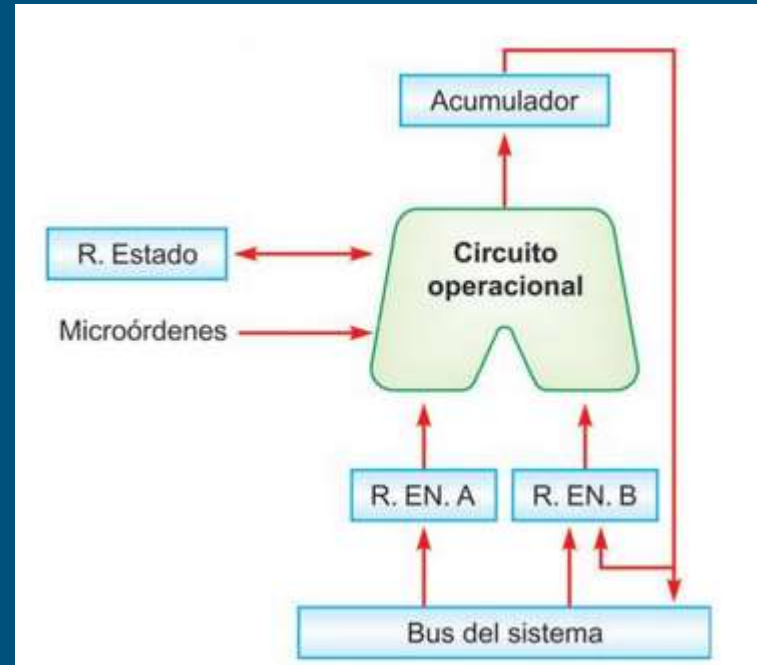 Acumulador
R. Estado
Circuito
operacional
Microórdenes
R. EN. A
R. EN. B
Bus del sistema